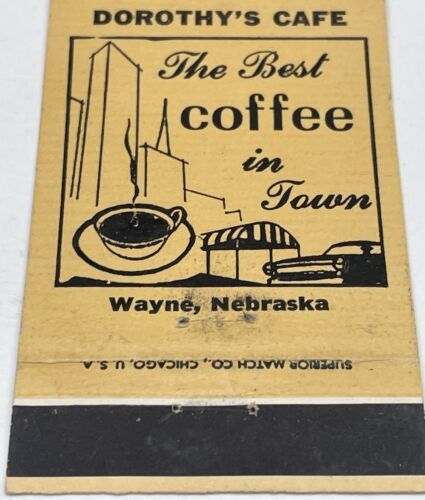 DOROTHY'S CAFE
The Best
coffee
in
Town
Wayne, Nebraska
SUPERIOR MATCH CO., CHICAGO, U. S. A